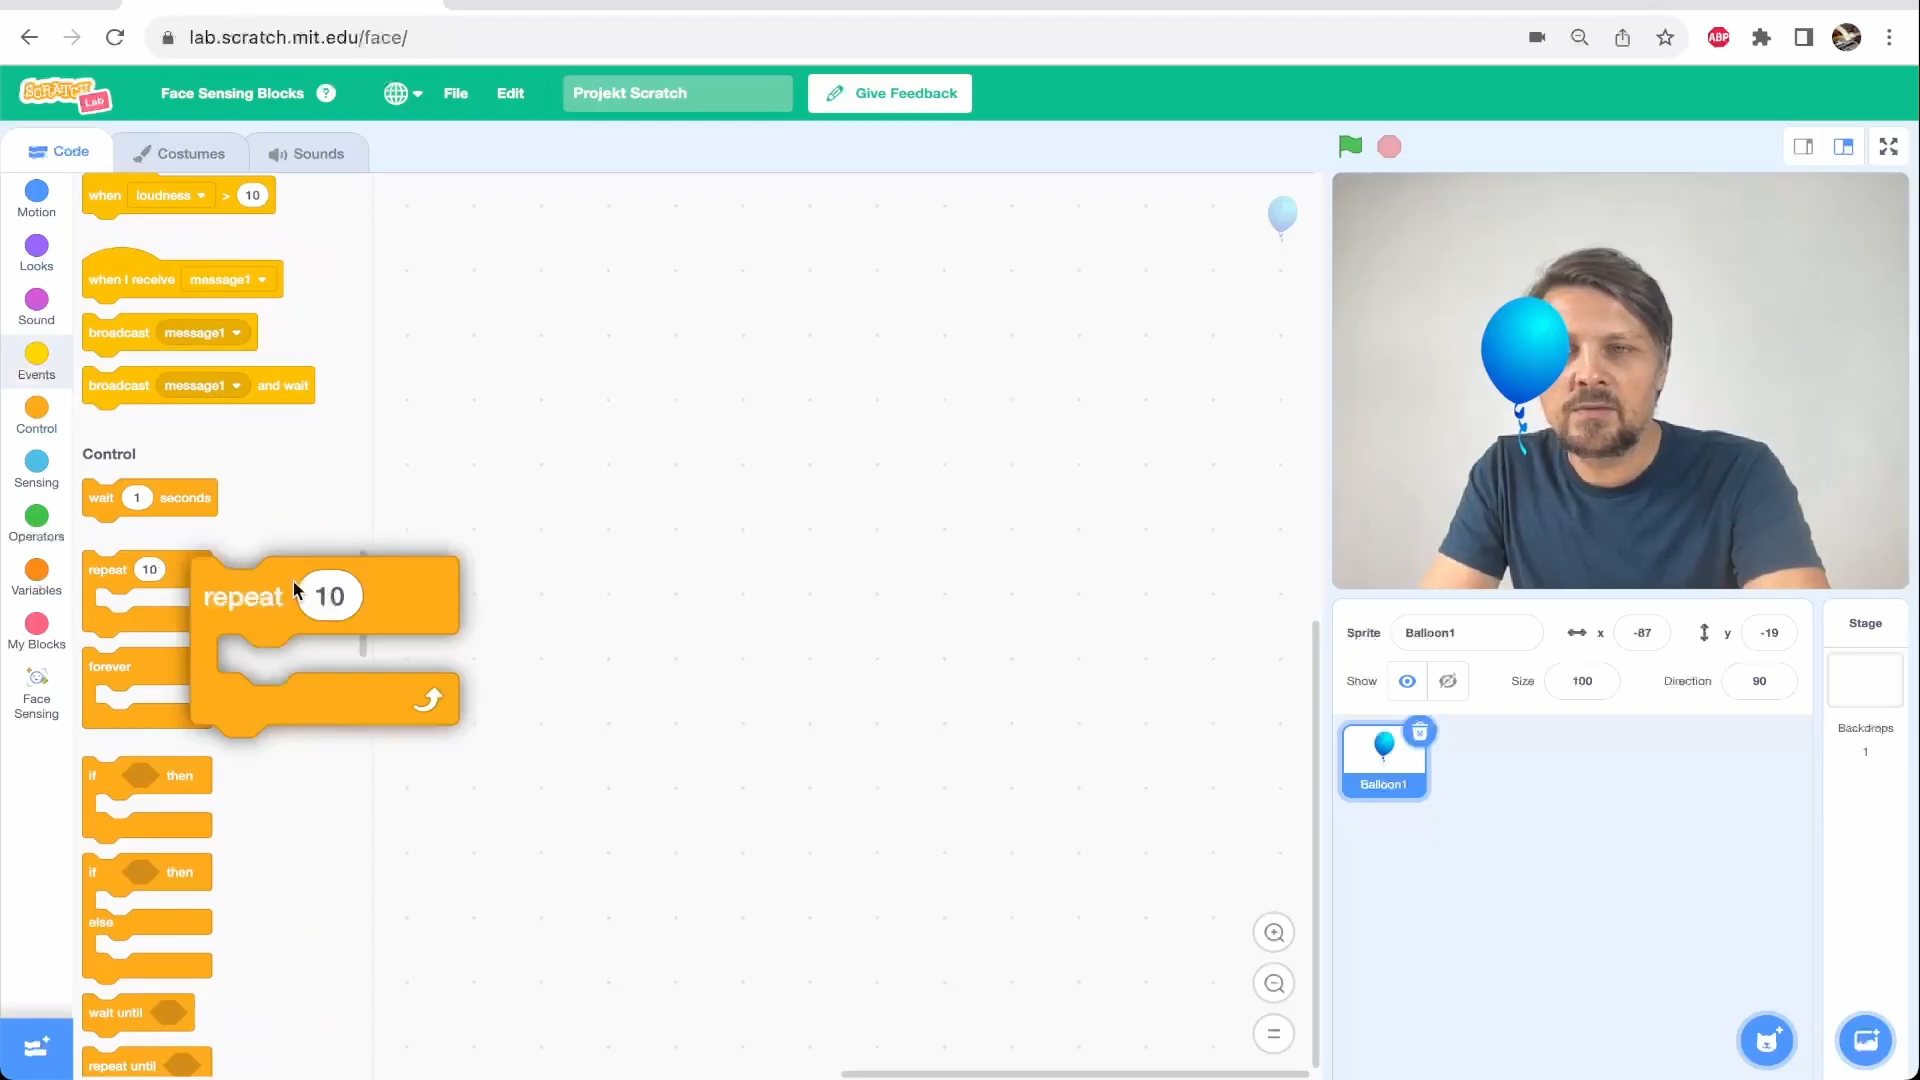 lab.scratch.mit.edu/face/
ABP
SCRATCH
Lab
Face Sensing Blocks ?
File
Edit
Projekt Scratch
Give Feedback
Code
Costumes
Sounds
Motion
Looks
Sound
Events
Control
Sensing
Operators
Variables
My Blocks
Face
Sensing
when loudness > 10
when I receive message1
broadcast message1
broadcast message1 and wait
Control
wait 1 seconds
repeat 10
repeat 10
forever
if then
if then
else
wait until
repeat until
Sprite Balloon1 x -87 y -19
Show Size 100 Direction 90
Balloon1
Stage
Backdrops
1